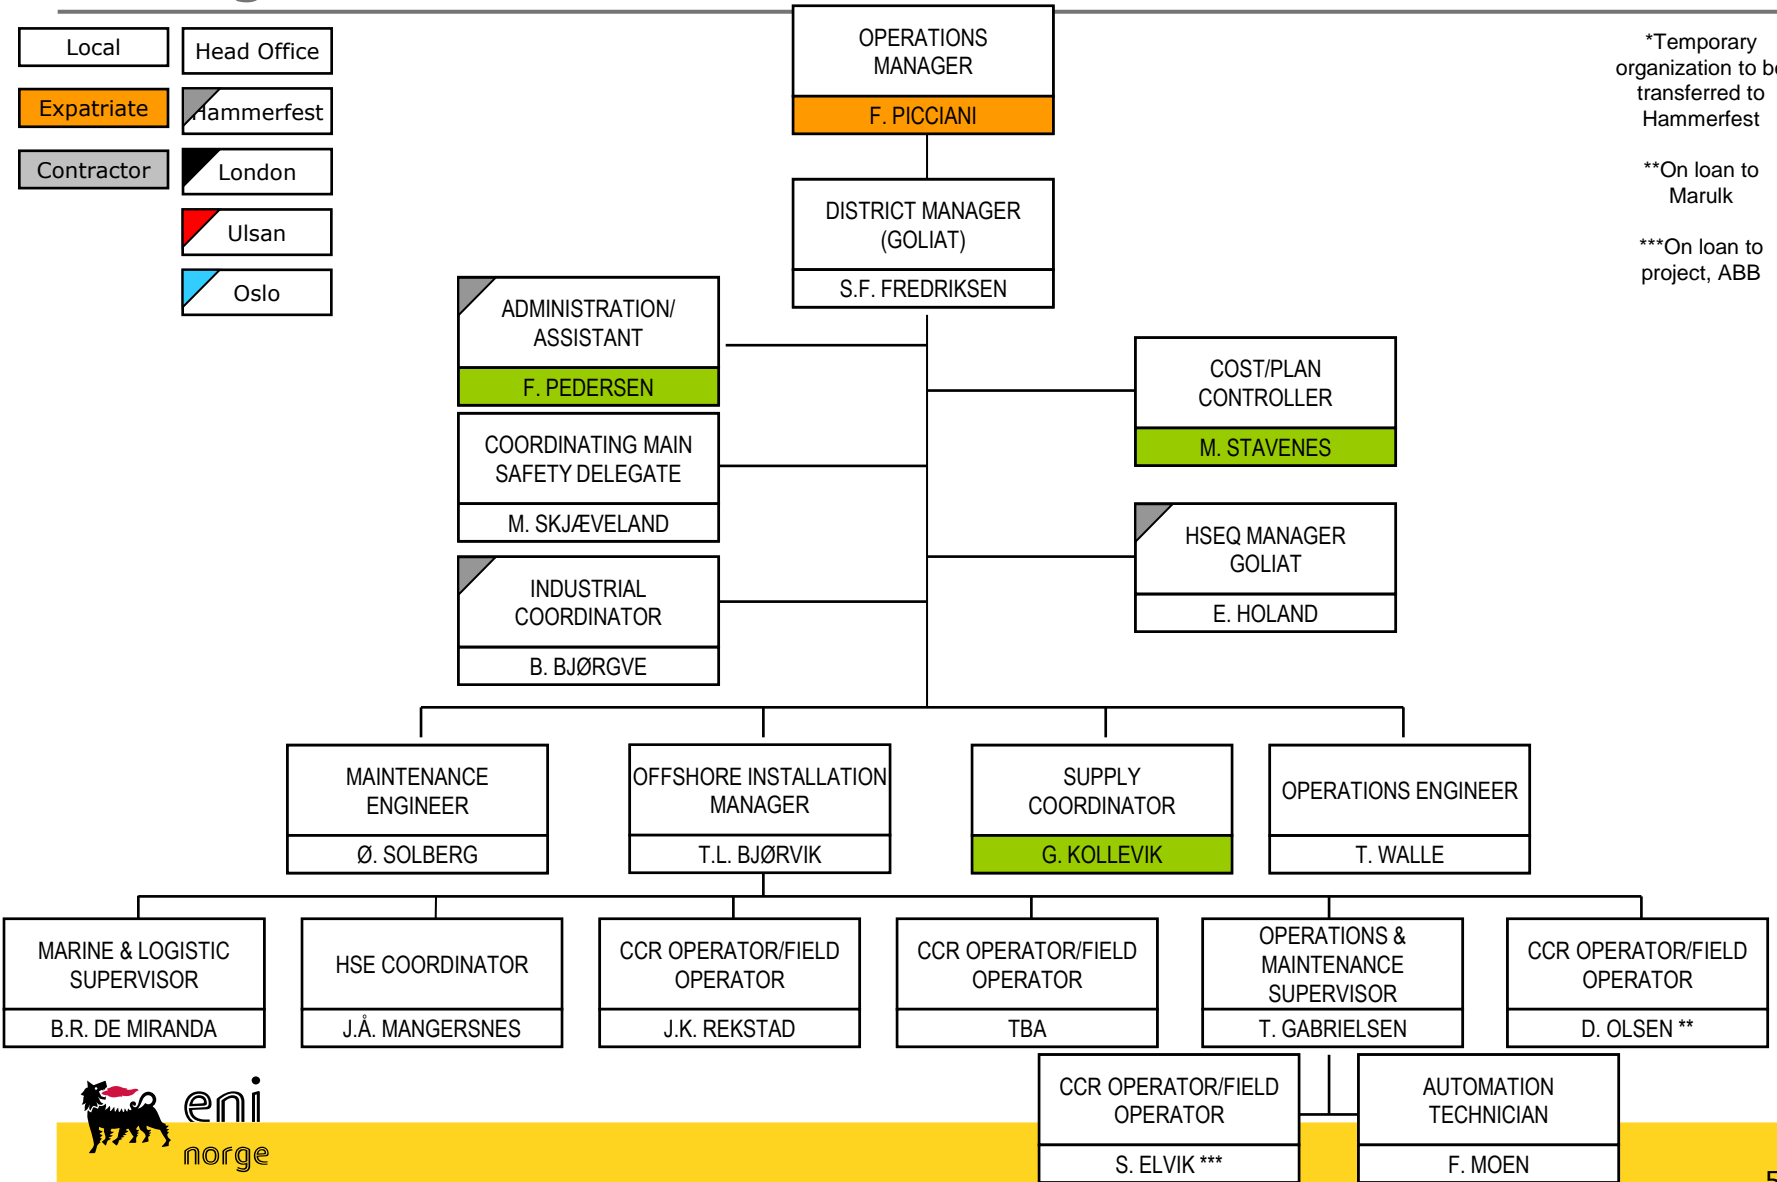 Local
Head Office
Expatriate
Hammerfest
Contractor
London
Ulsan
Oslo
OPERATIONS
MANAGER
F. PICCIANI
*Temporary
organization to be
transferred to
Hammerfest
**On loan to
Marulk
***On loan to
project, ABB
DISTRICT MANAGER
(GOLIAT)
S.F. FREDRIKSEN
ADMINISTRATION/
ASSISTANT
F. PEDERSEN
COST/PLAN
CONTROLLER
M. STAVENES
COORDINATING MAIN
SAFETY DELEGATE
M. SKJÆVELAND
HSEQ MANAGER
GOLIAT
E. HOLAND
INDUSTRIAL
COORDINATOR
B. BJØRGVE
MAINTENANCE
ENGINEER
Ø. SOLBERG
OFFSHORE INSTALLATION
MANAGER
T.L. BJØRVIK
SUPPLY
COORDINATOR
G. KOLLEVIK
OPERATIONS ENGINEER
T. WALLE
MARINE & LOGISTIC
SUPERVISOR
B.R. DE MIRANDA
HSE COORDINATOR
J.Å. MANGERSNES
CCR OPERATOR/FIELD
OPERATOR
J.K. REKSTAD
CCR OPERATOR/FIELD
OPERATOR
TBA
OPERATIONS &
MAINTENANCE
SUPERVISOR
T. GABRIELSEN
CCR OPERATOR/FIELD
OPERATOR
D. OLSEN **
CCR OPERATOR/FIELD
OPERATOR
S. ELVIK ***
AUTOMATION
TECHNICIAN
F. MOEN
eni
norge
5